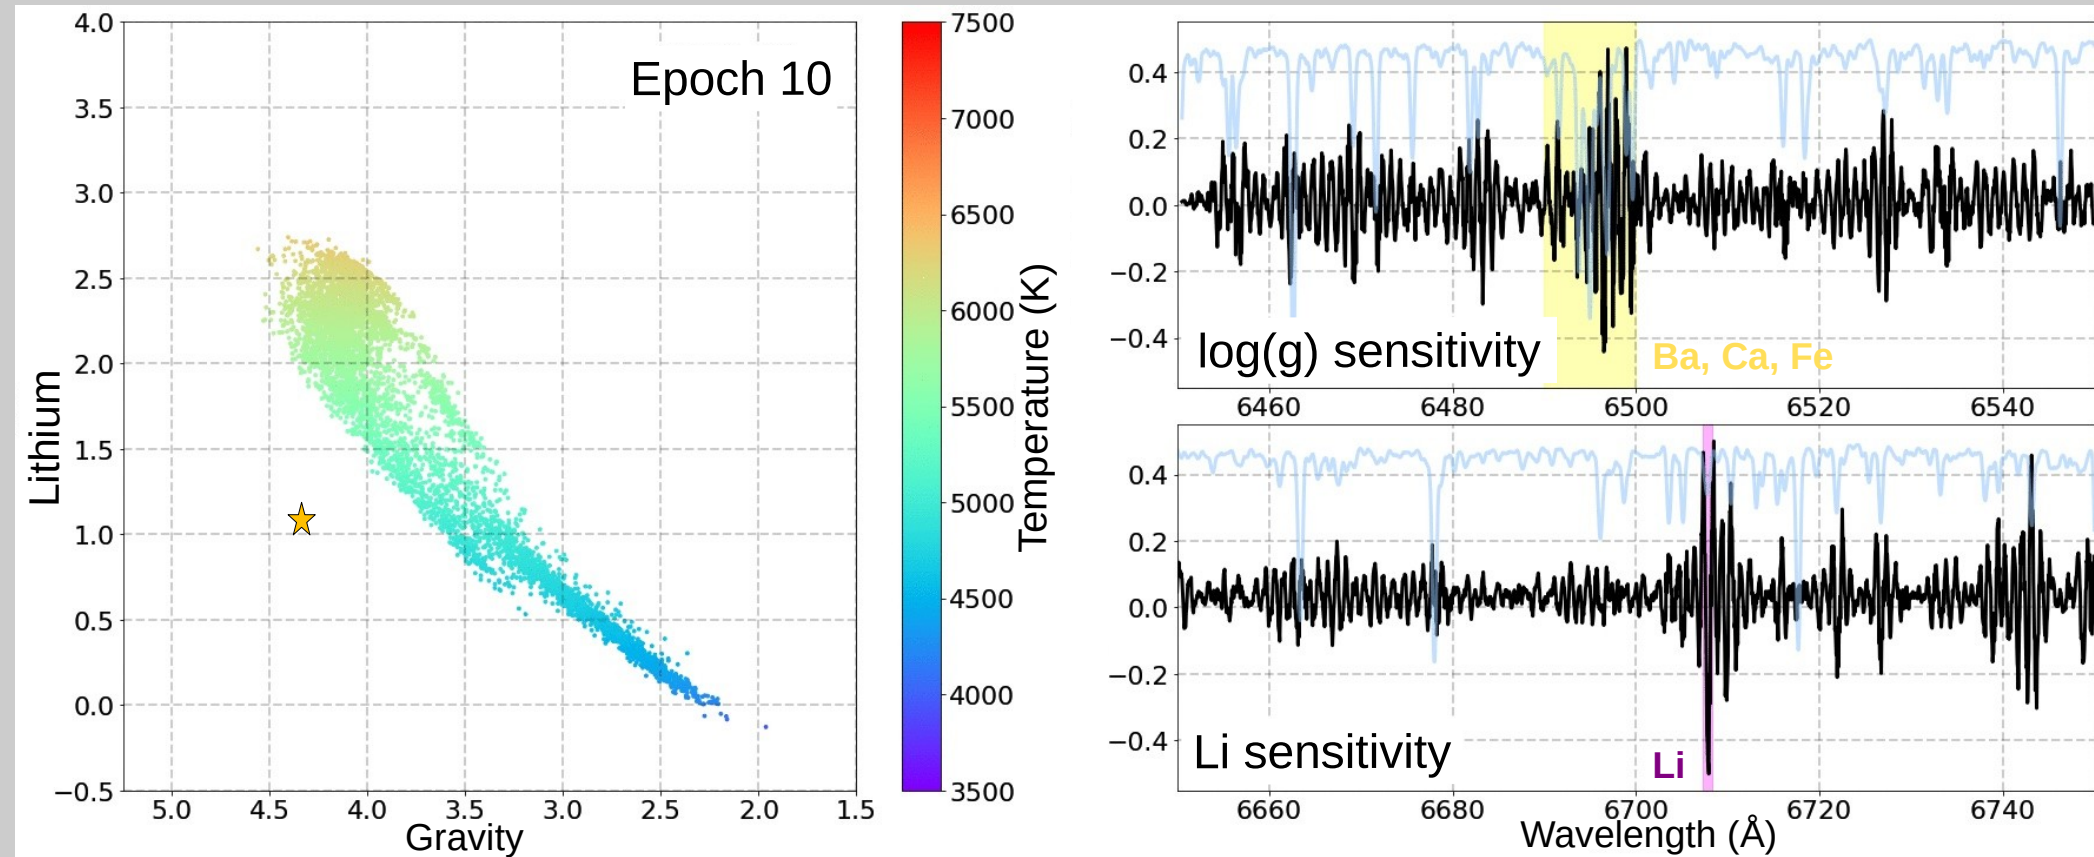 Epoch 10
4.0
3.5
3.0
2.5
2.0
1.5
1.0
0.5
0.0
−0.5
Lithium
5.0 4.5 4.0 3.5 3.0 2.5 2.0 1.5
Gravity
7500
7000
6500
6000
5500
5000
4500
4000
3500
Temperature (K)
0.4
0.2
0.0
−0.2
−0.4
log(g) sensitivity
Ba, Ca, Fe
6460 6480 6500 6520 6540
0.4
0.2
0.0
−0.2
−0.4
Li sensitivity
Li
6660 6680 6700 6720 6740
Wavelength (Å)